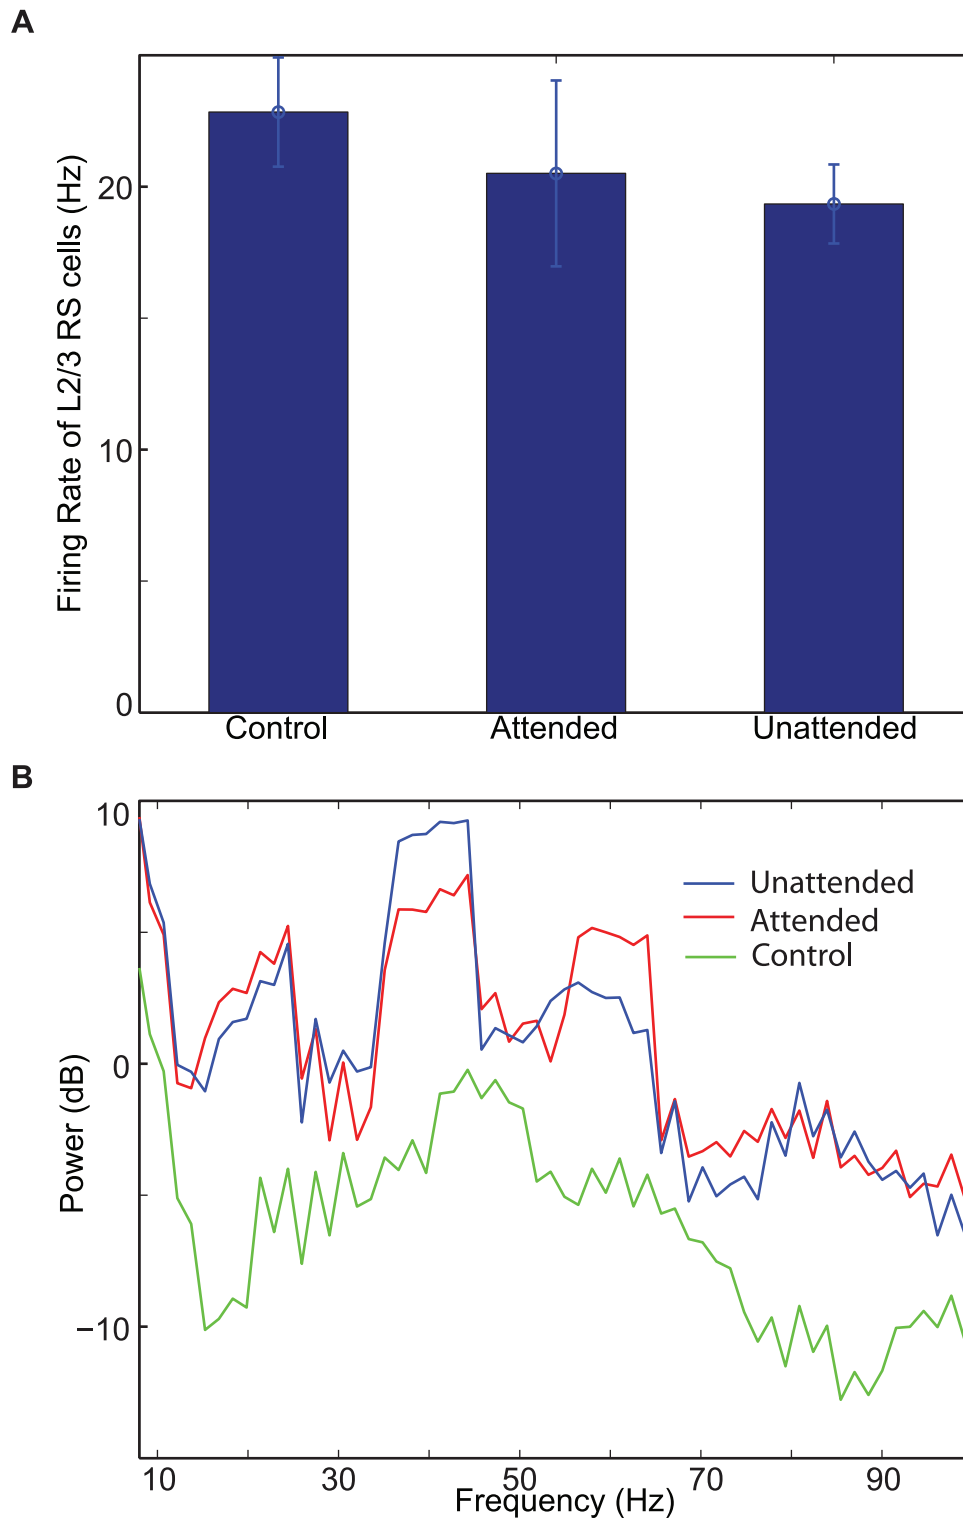 A
Firing Rate of L2/3 RS cells (Hz)
20
10
0
Control Attended Unattended
B
Power (dB)
10
0
−10
Unattended
Attended
Control
10 30 50 70 90
Frequency (Hz)